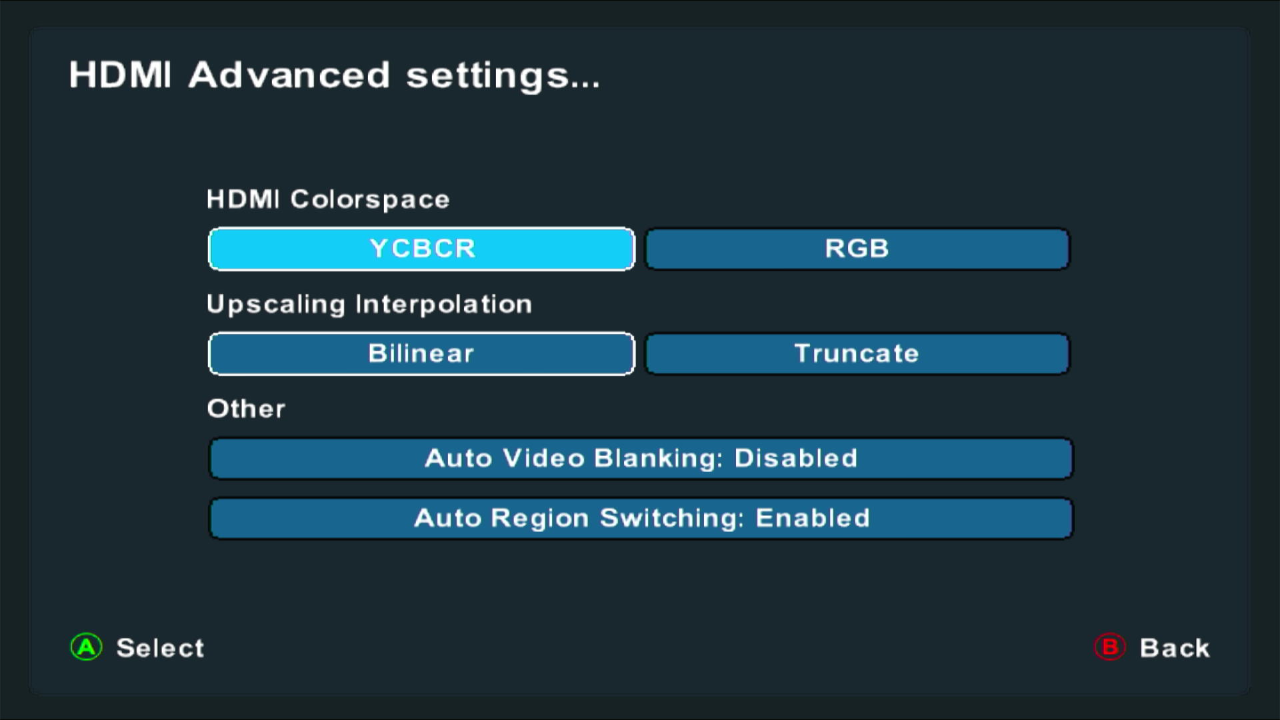 HDMI Advanced settings...
HDMI Colorspace
YCBCR RGB
Upscaling Interpolation
Bilinear Truncate
Other
Auto Video Blanking: Disabled
Auto Region Switching: Enabled
A Select B Back